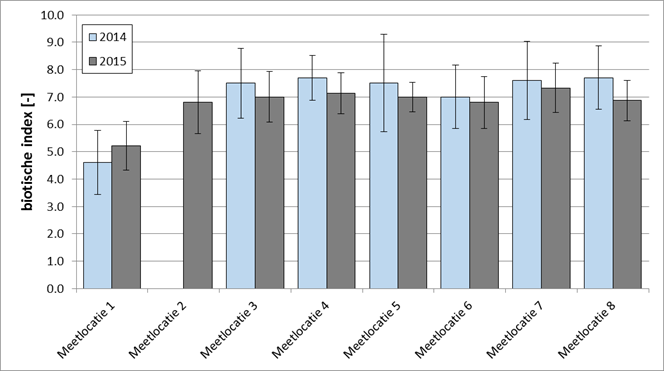 10.0
9.0
8.0
7.0
6.0
5.0
4.0
3.0
2.0
1.0
0.0
biotische index [-]
2014
2015
Meetlocatie 1
Meetlocatie 2
Meetlocatie 3
Meetlocatie 4
Meetlocatie 5
Meetlocatie 6
Meetlocatie 7
Meetlocatie 8